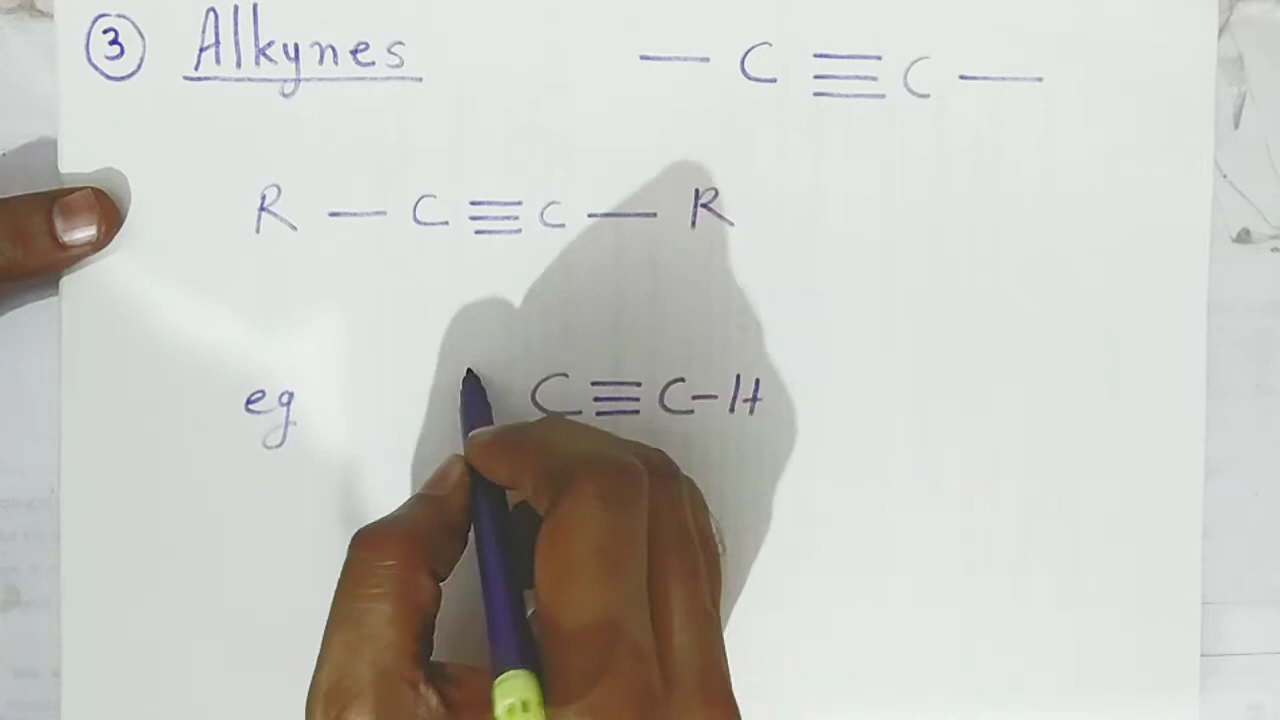 ③ Alkynes — C ≡ C —
R — C ≡ C — R
eg C ≡ C-H